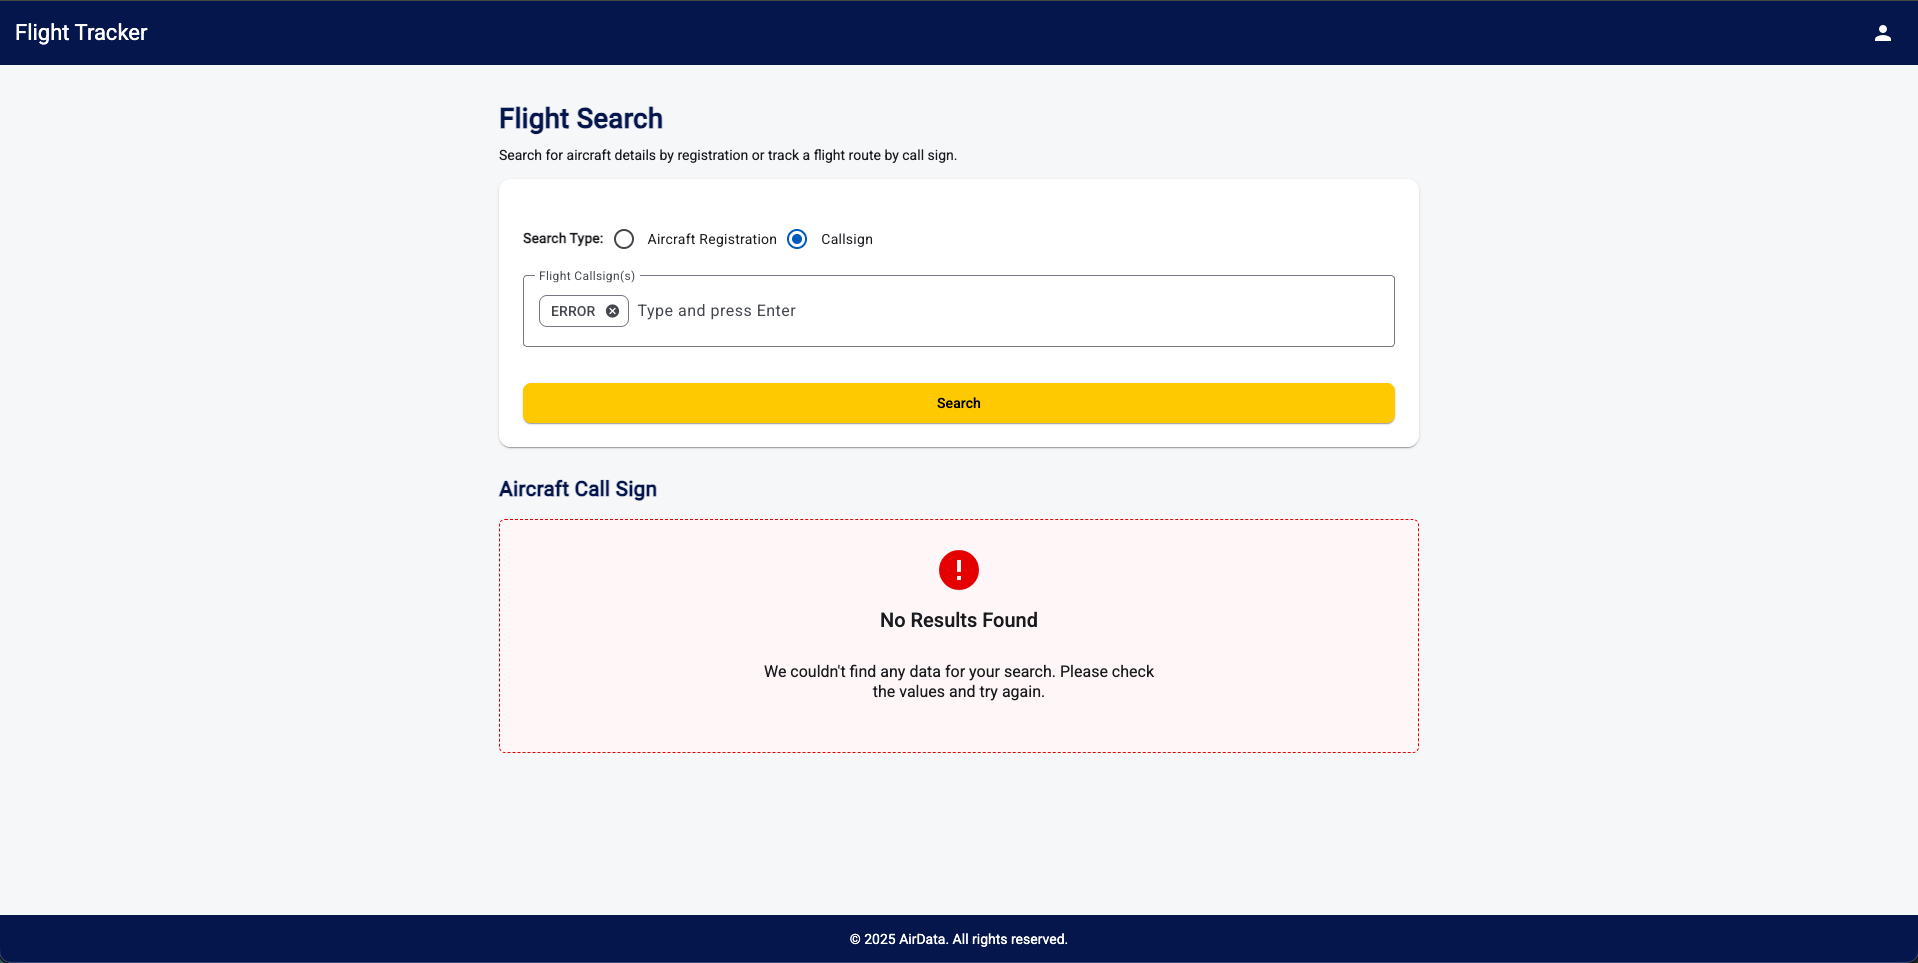 Flight Tracker
Flight Search
Search for aircraft details by registration or track a flight route by call sign.
Search Type: Aircraft Registration Callsign
Flight Callsign(s)
ERROR Type and press Enter
Search
Aircraft Call Sign
No Results Found
We couldn't find any data for your search. Please check
the values and try again.
© 2025 AirData. All rights reserved.